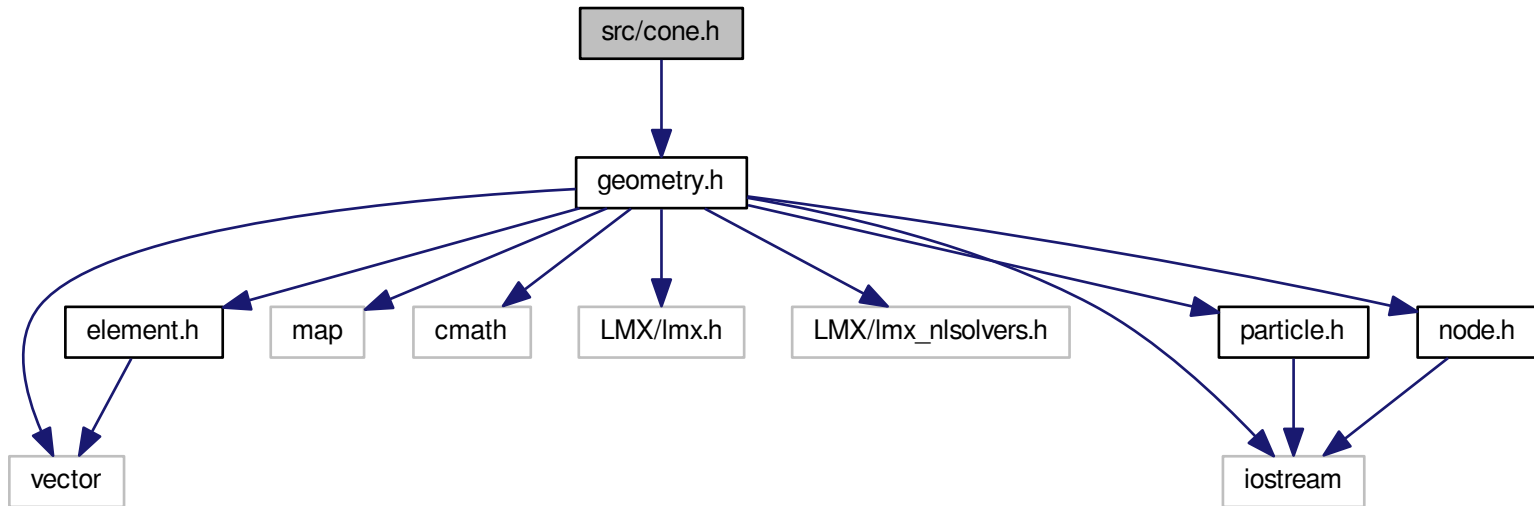 src/cone.h
geometry.h
element.h
map
cmath
LMX/lmx.h
LMX/lmx_nlsolvers.h
particle.h
node.h
vector
iostream